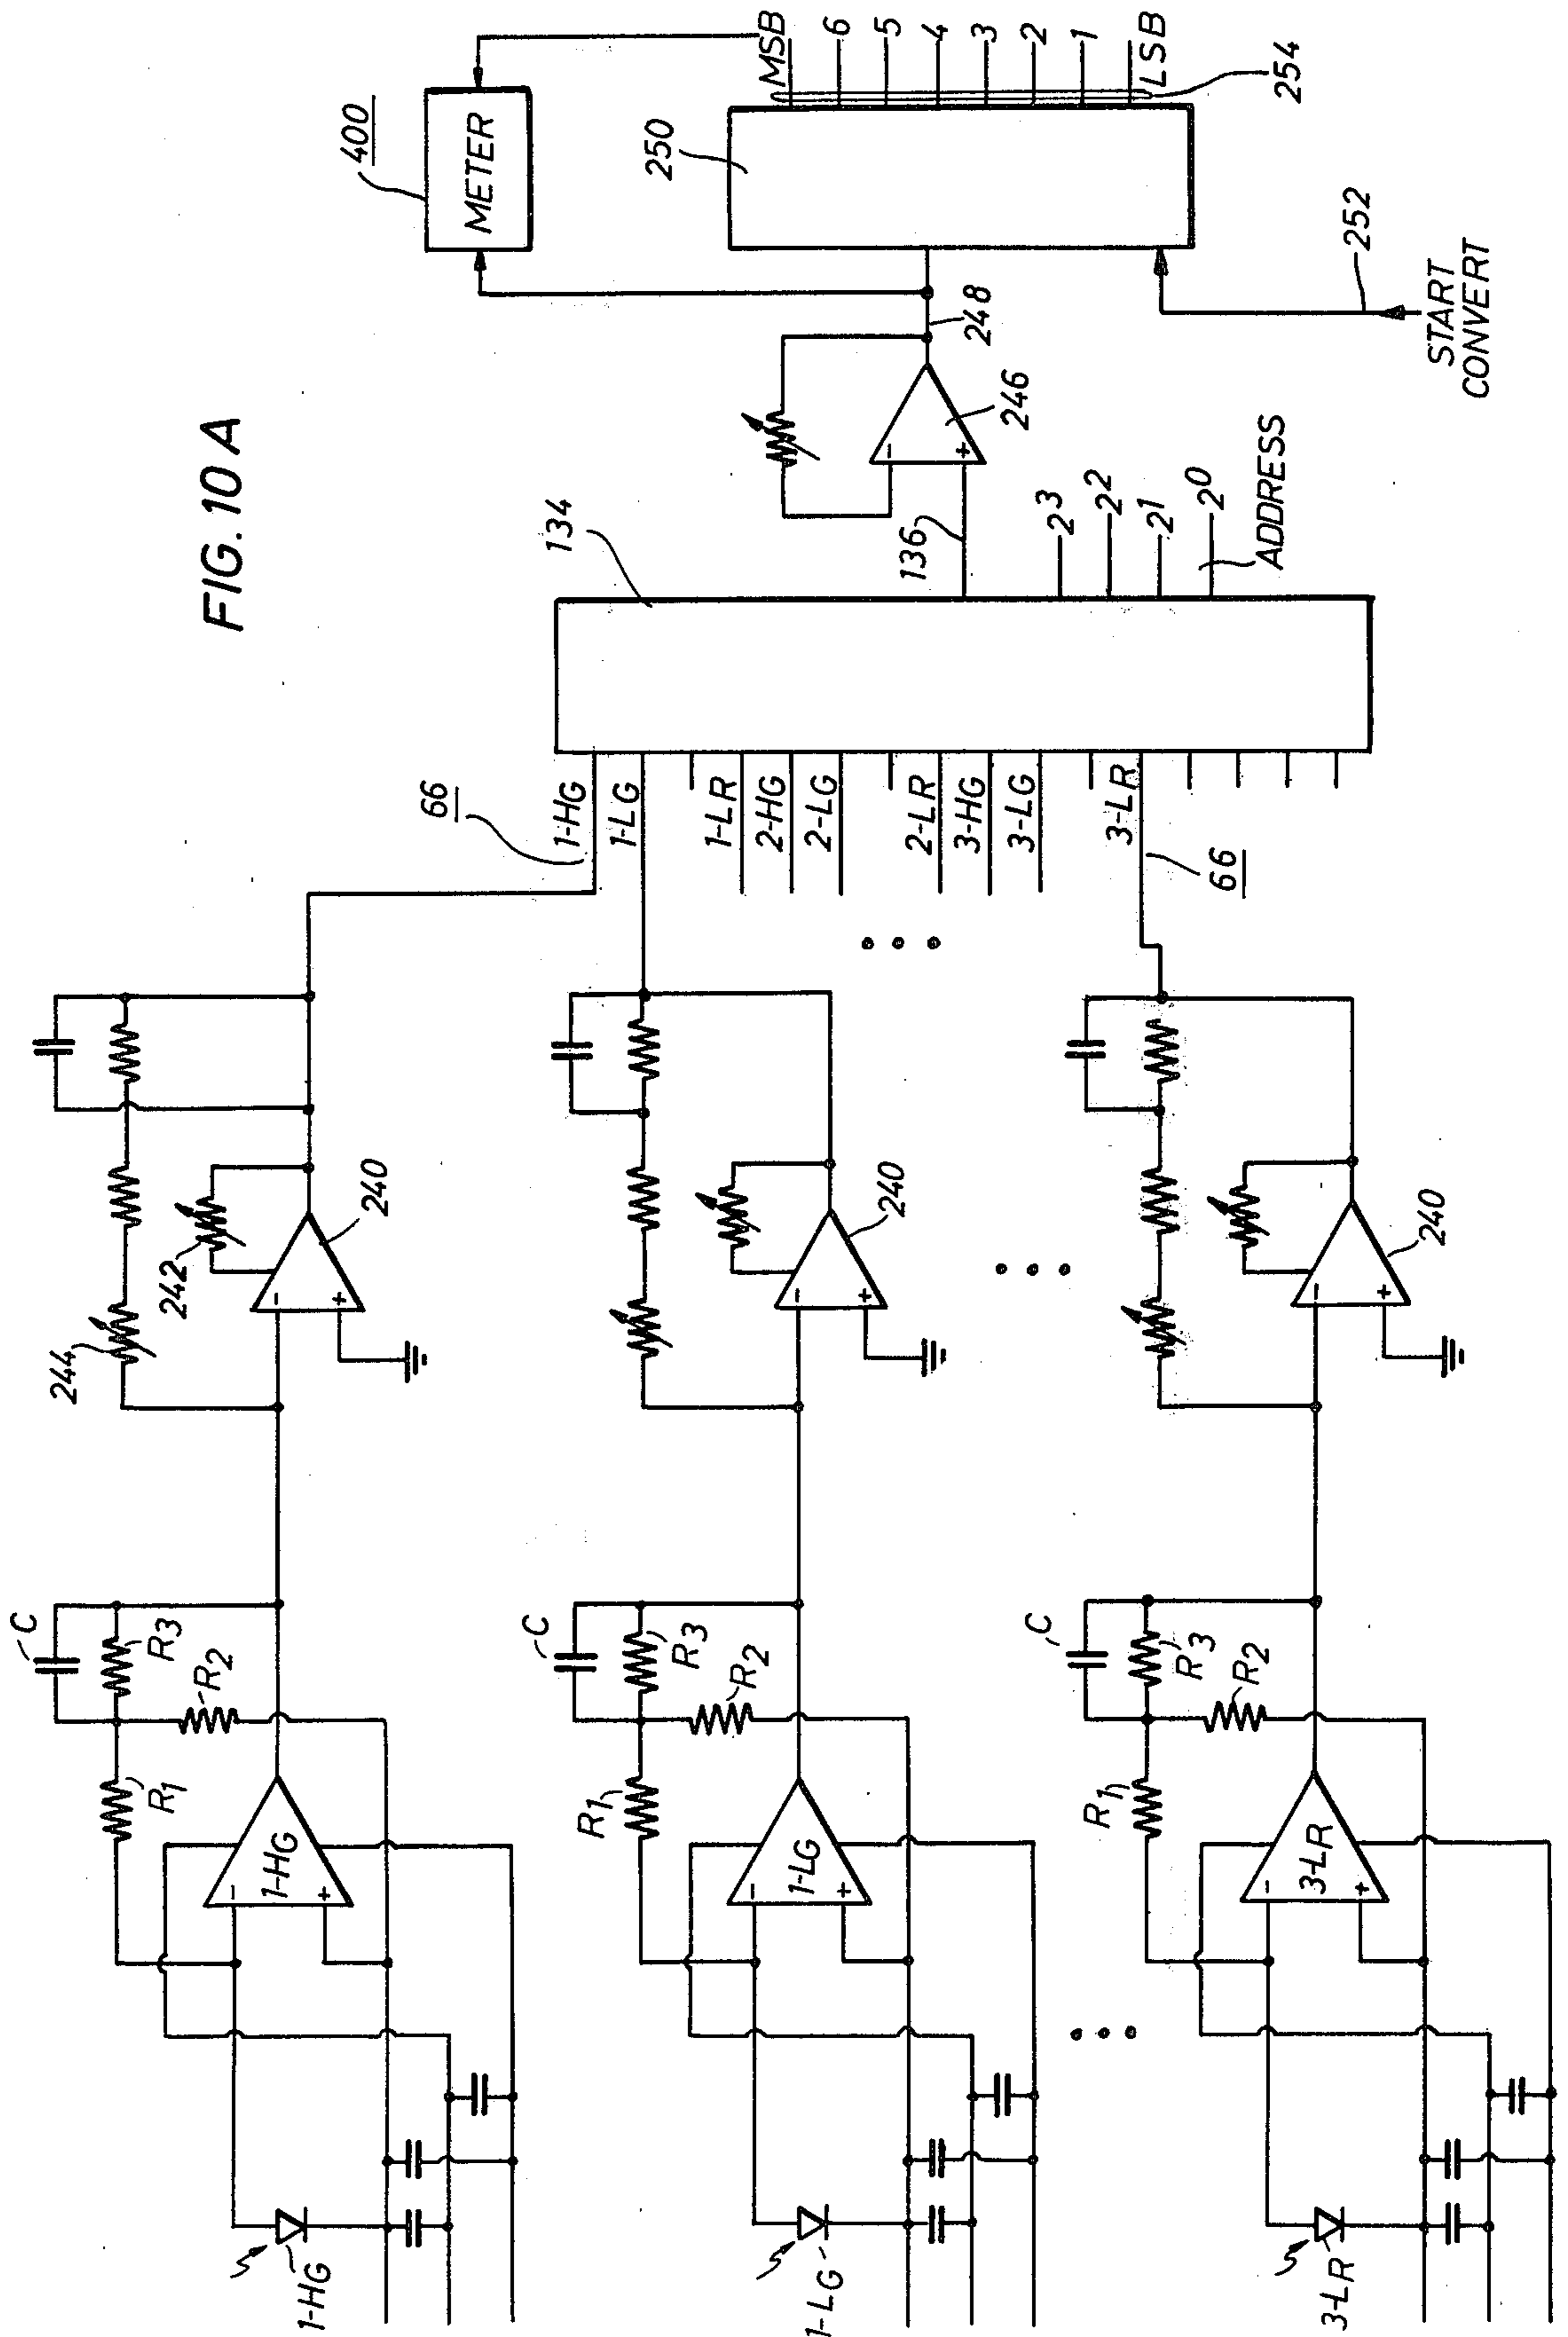 FIG. 10 A
C
R3
R2
R1
1-HG
1-HG
244
242
240
C
R3
R2
R1
1-LG
1-LG
240
C
R3
R2
R1
3-LR
3-LR
240
66
1-HG
1-LG
1-LR
2-HG
2-LG
2-LR
3-HG
3-LG
3-LR
66
134
136
2³
2²
2¹
2⁰
ADDRESS
246
248
METER
400
250
MSB
6
5
4
3
2
1
LSB
254
252
START
CONVERT